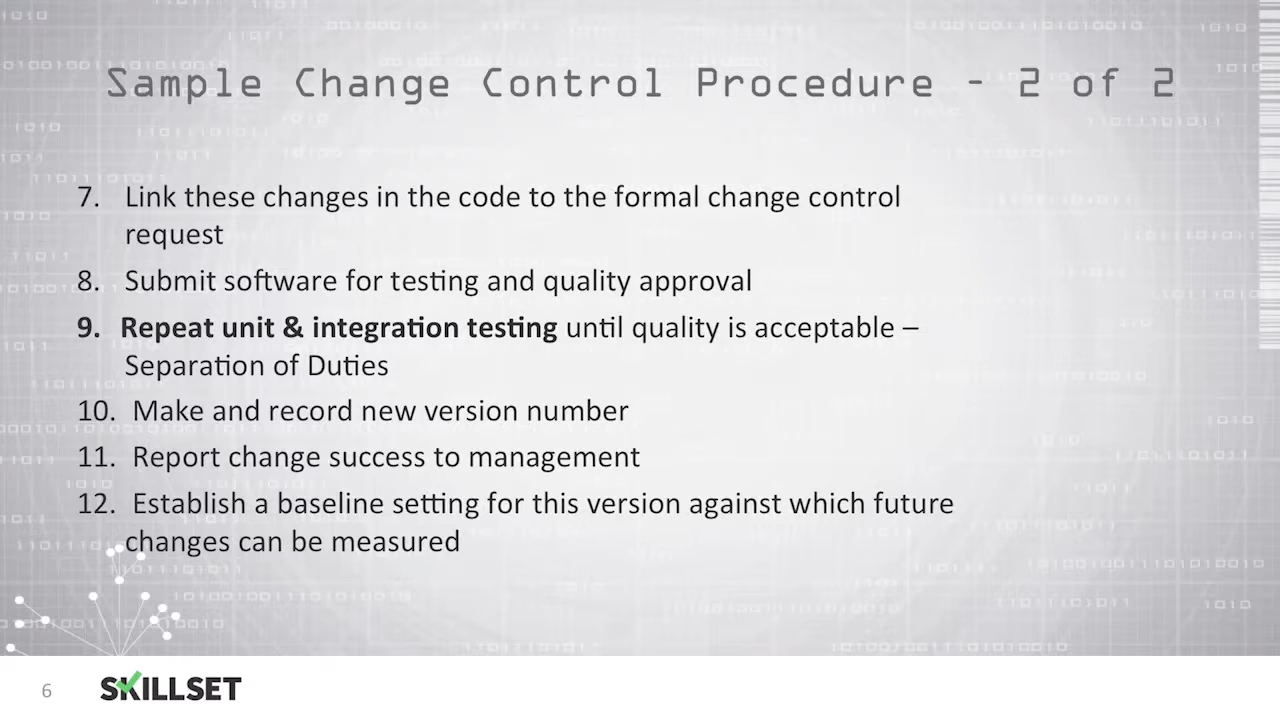 Sample Change Control Procedure - 2 of 2
7. Link these changes in the code to the formal change control
request
8. Submit software for testing and quality approval
9. Repeat unit & integration testing until quality is acceptable –
Separation of Duties
10. Make and record new version number
11. Report change success to management
12. Establish a baseline setting for this version against which future
changes can be measured
6
SKILLSET